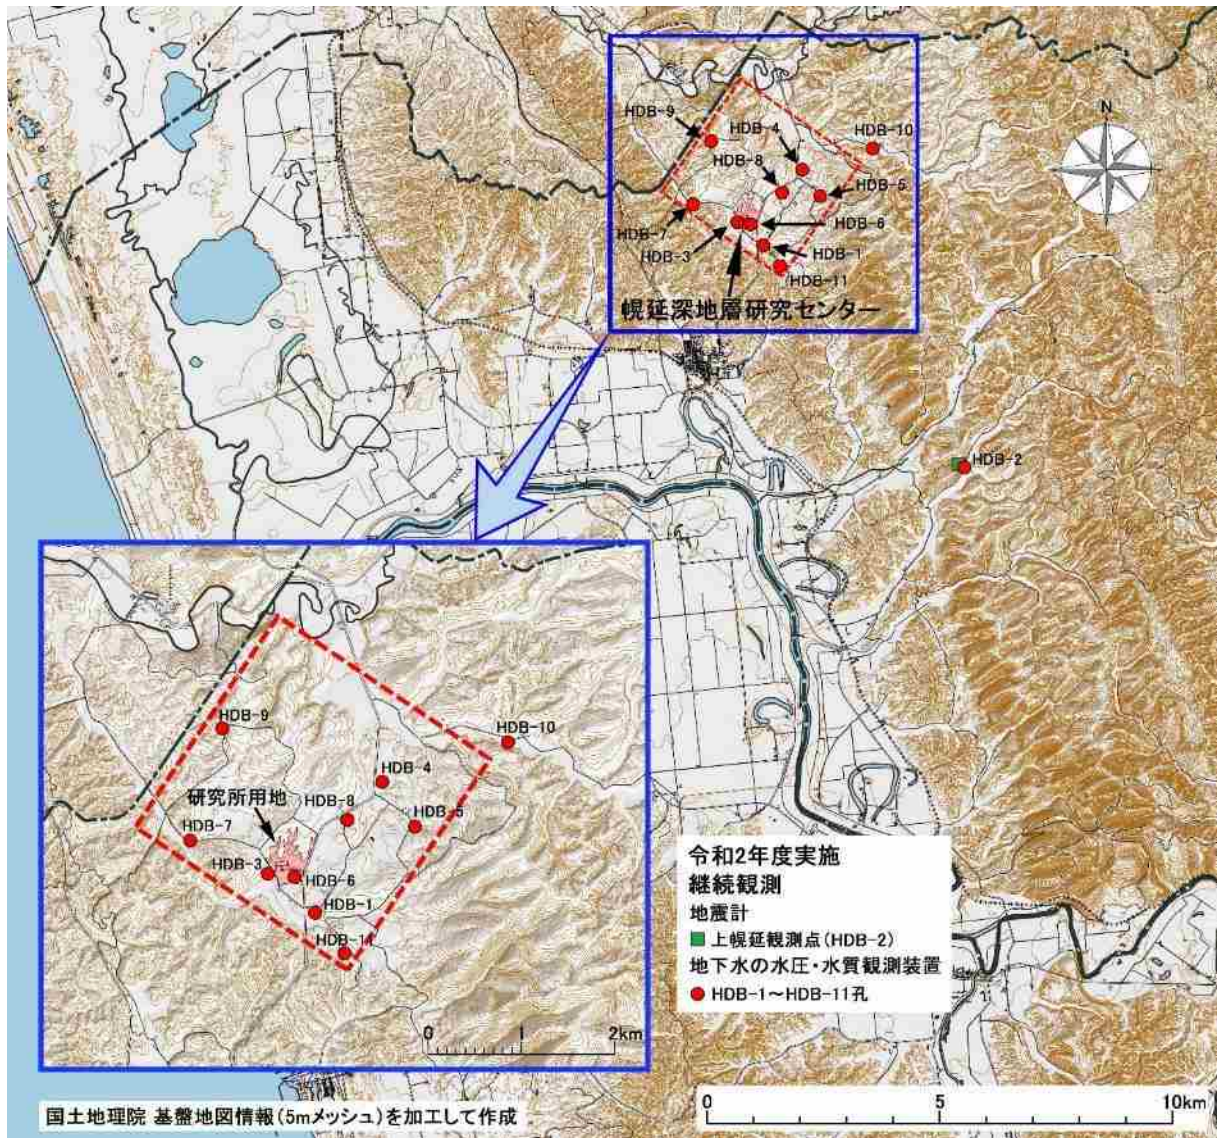 HDB-9
HDB-4
HDB-8
HDB-10
HDB-5
HDB-6
HDB-7
HDB-3
HDB-1
HDB-11
幌延深地層研究センター
N
HDB-2
HDB-9
HDB-10
HDB-4
研究所用地
HDB-8
HDB-5
HDB-7
HDB-3
HDB-6
HDB-1
HDB-11
0 1 2km
令和2年度実施
継続観測
地震計
上幌延観測点(HDB-2)
地下水の水圧・水質観測装置
HDB-1～HDB-11孔
国土地理院 基盤地図情報(5mメッシュ)を加工して作成
0 5 10km